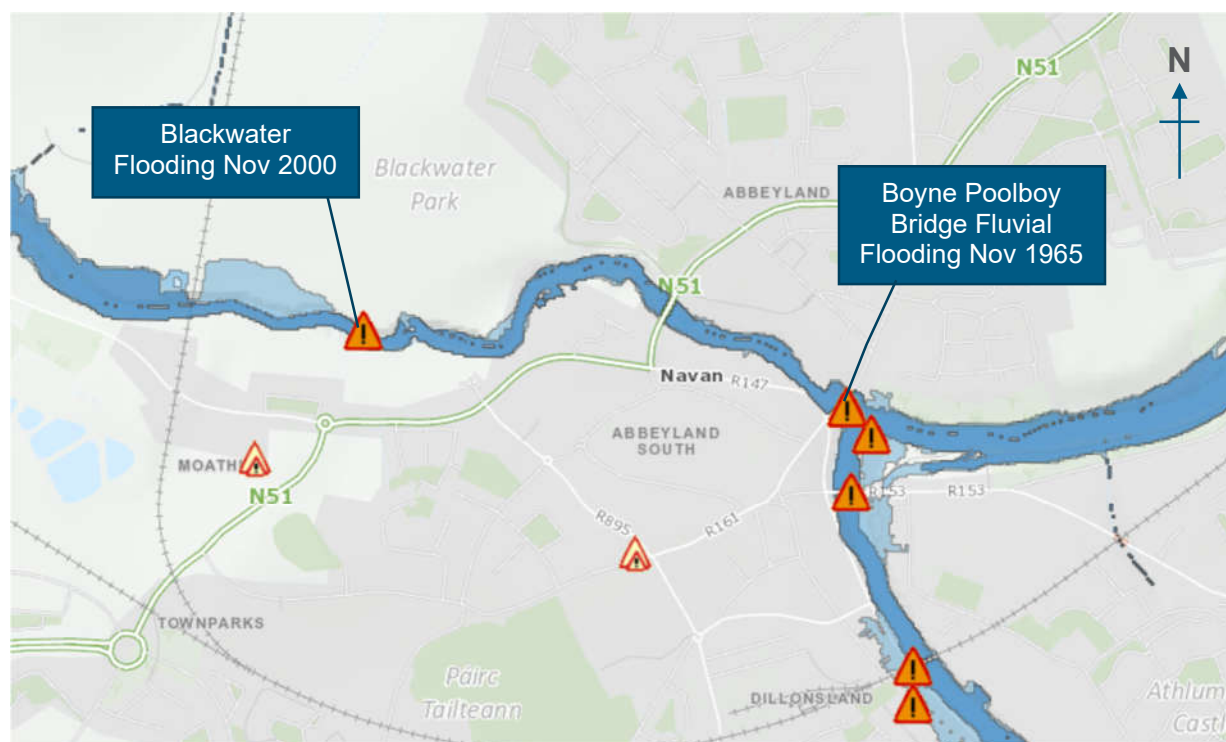 N51
N
Blackwater
Flooding Nov 2000
Blackwater
Park
ABBEYLAND
Boyne Poolboy
Bridge Fluvial
Flooding Nov 1965
N51
Navan
R147
ABBEYLAND
SOUTH
MOATH
N51
R895
R161
R153
R153
TOWNPARKS
Páirc
Tailteann
DILLONSLAND
Athlum
Castl